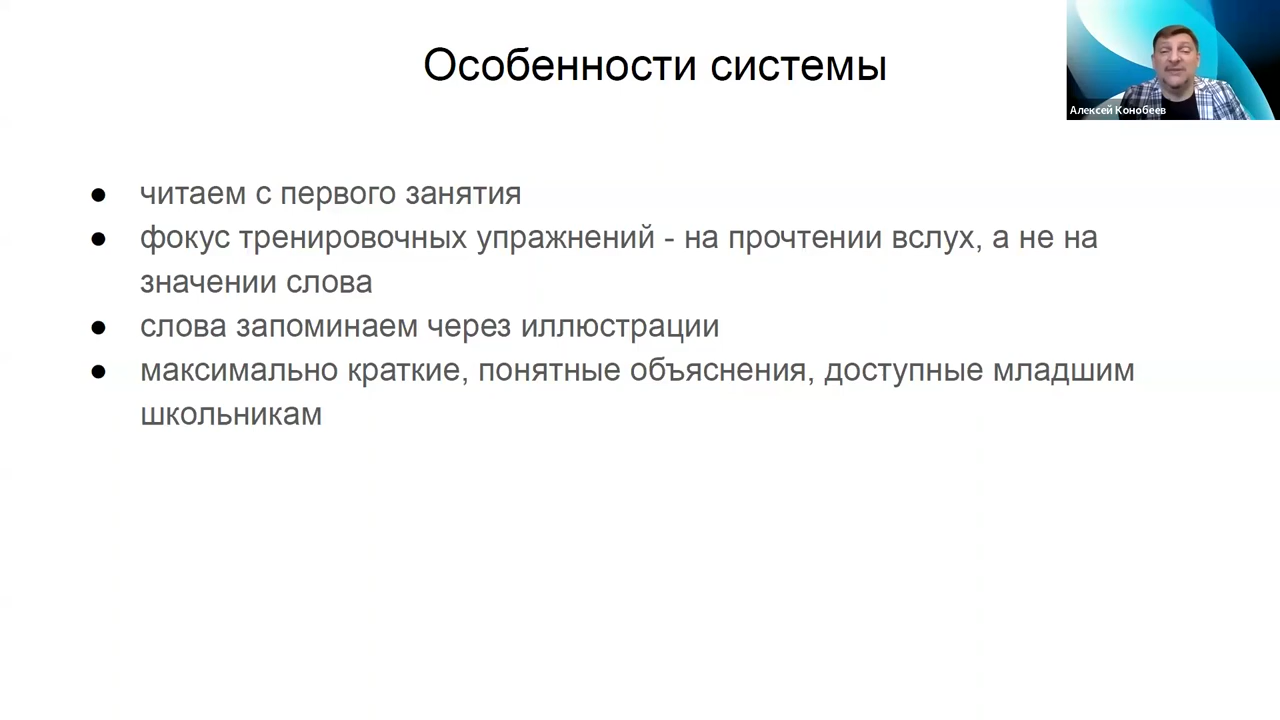 Особенности системы
Алексей Конобеев
● читаем с первого занятия
● фокус тренировочных упражнений - на прочтении вслух, а не на
значении слова
● слова запоминаем через иллюстрации
● максимально краткие, понятные объяснения, доступные младшим
школьникам